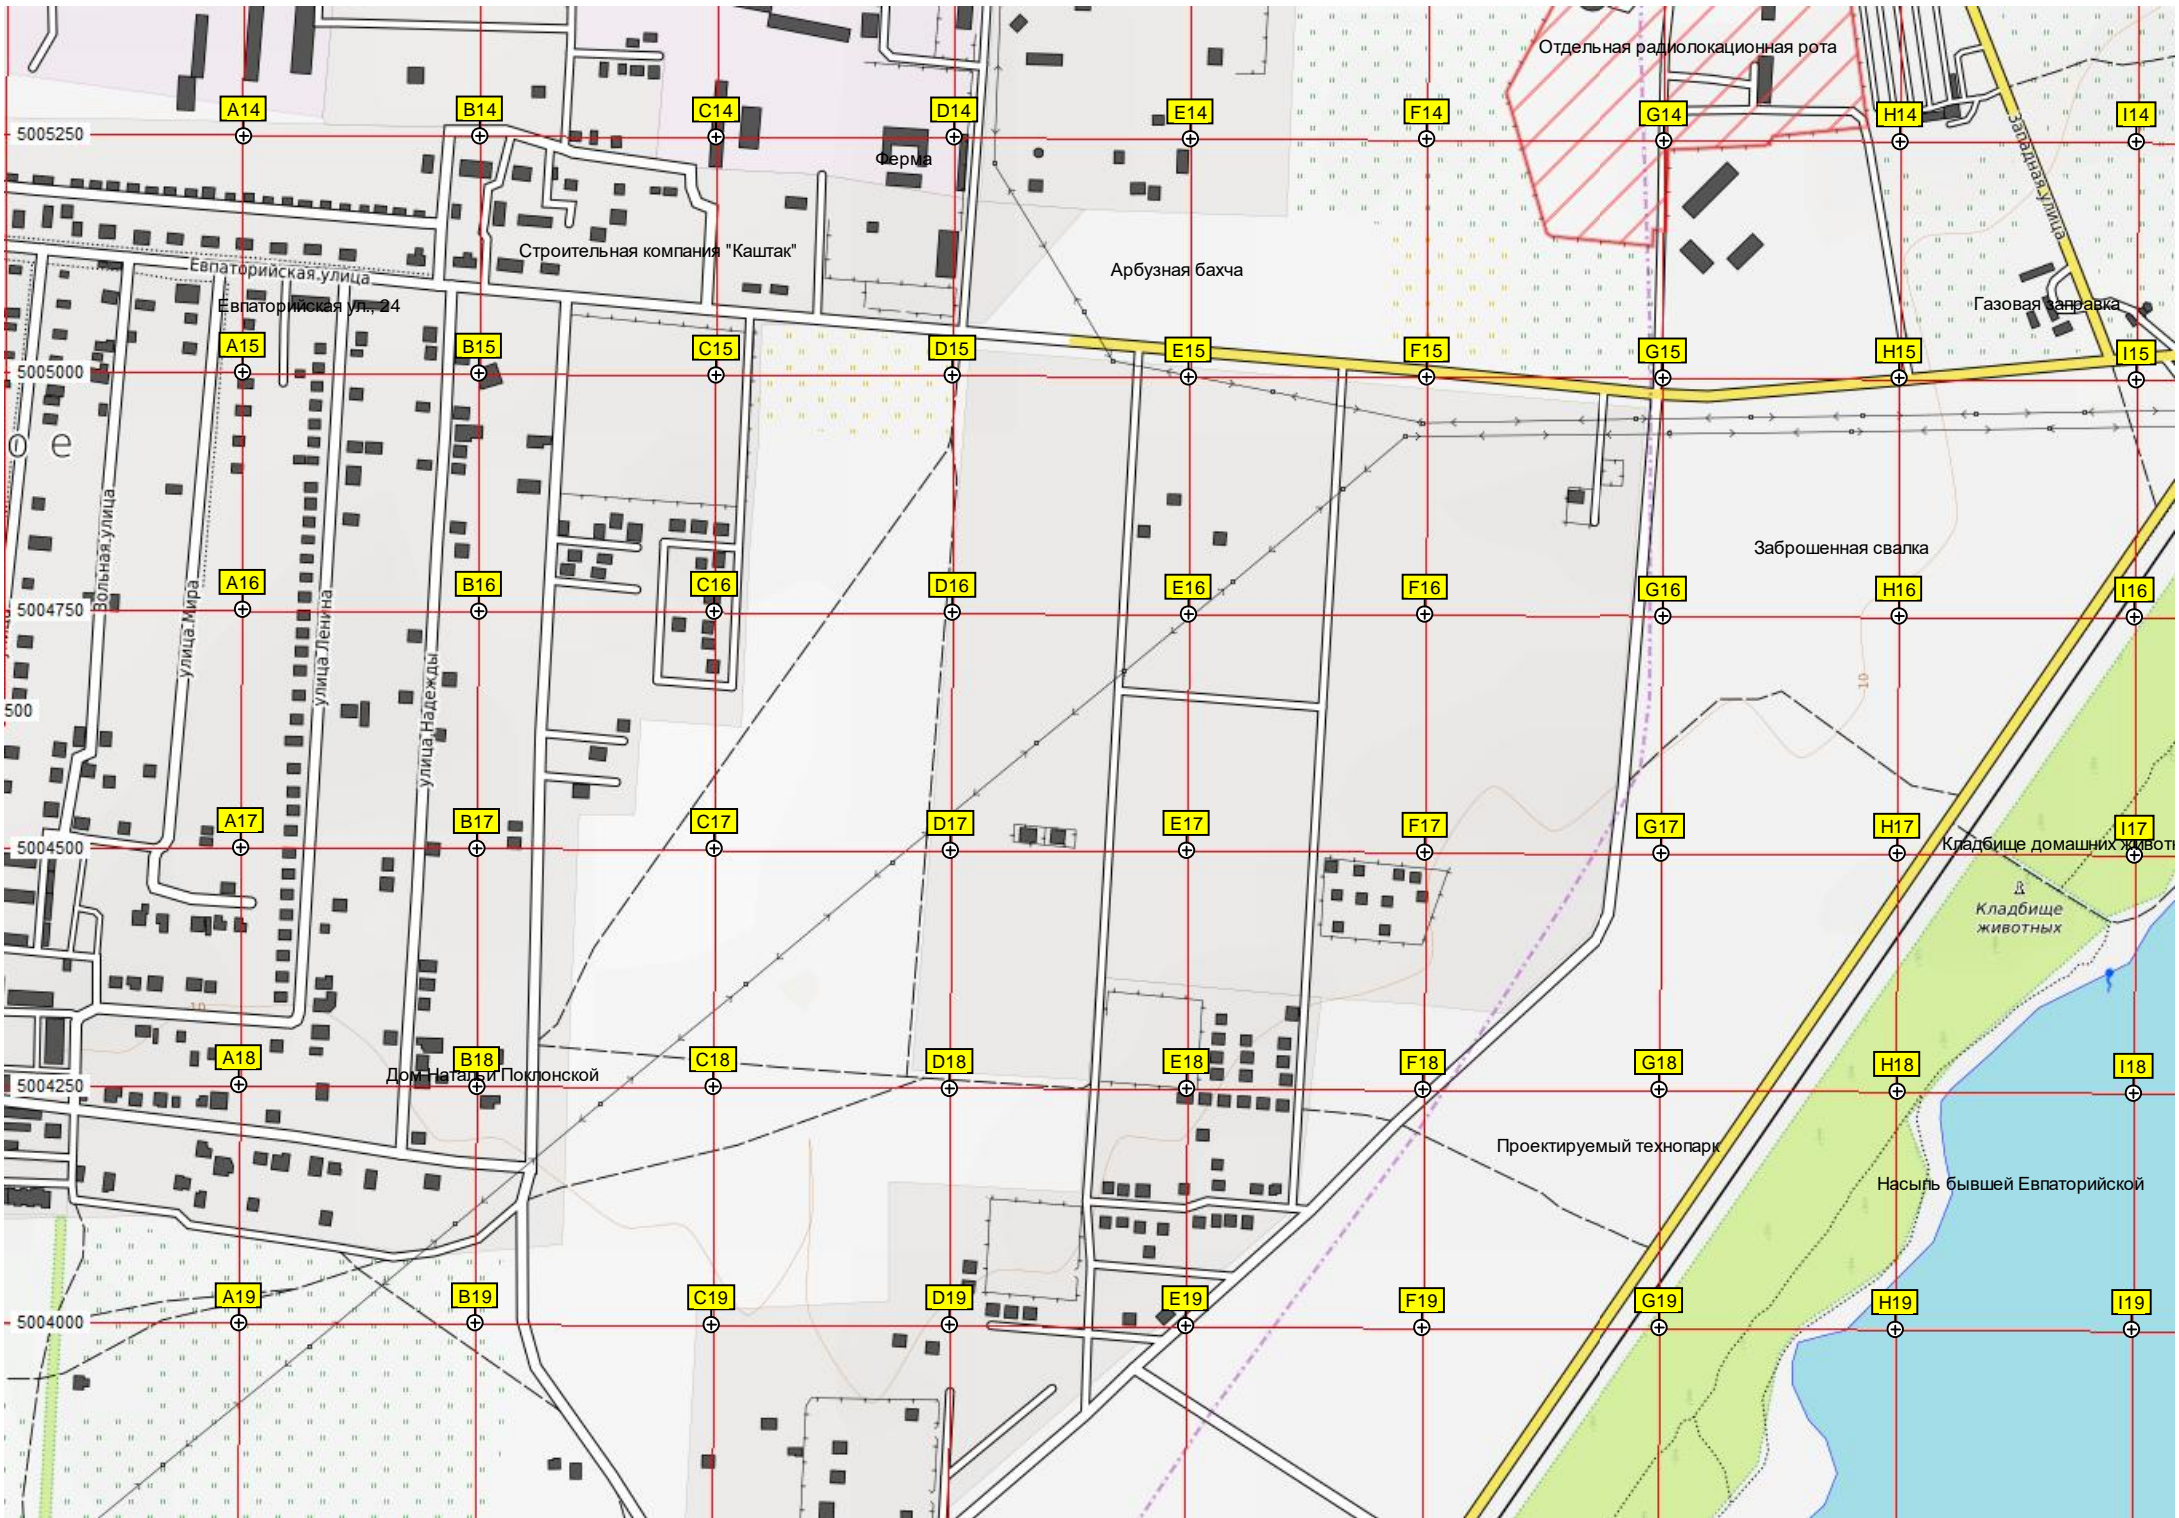 Отдельная радиолокационная рота
A14 B14 C14 D14 E14 F14 G14 H14 I14
5005250
Западная улица
Ферма
Строительная компания "Каштак"
Евпаторийская улица
Арбузная бахча
Евпаторийская ул., 24
Газовая заправка
A15 B15 C15 D15 E15 F15 G15 H15 I15
5005000
о е
Вольная улица
улица Мира
улица Ленина
улица Надежды
Заброшенная свалка
A16 B16 C16 D16 E16 F16 G16 H16 I16
5004750
10
500
A17 B17 C17 D17 E17 F17 G17 H17 I17
5004500
Кладбище домашних животн
Кладбище
животных
10
A18 B18 C18 D18 E18 F18 G18 H18 I18
Дом Натальи Поклонской
5004250
Проектируемый технопарк
Насыпь бывшей Евпаторийской
A19 B19 C19 D19 E19 F19 G19 H19 I19
5004000